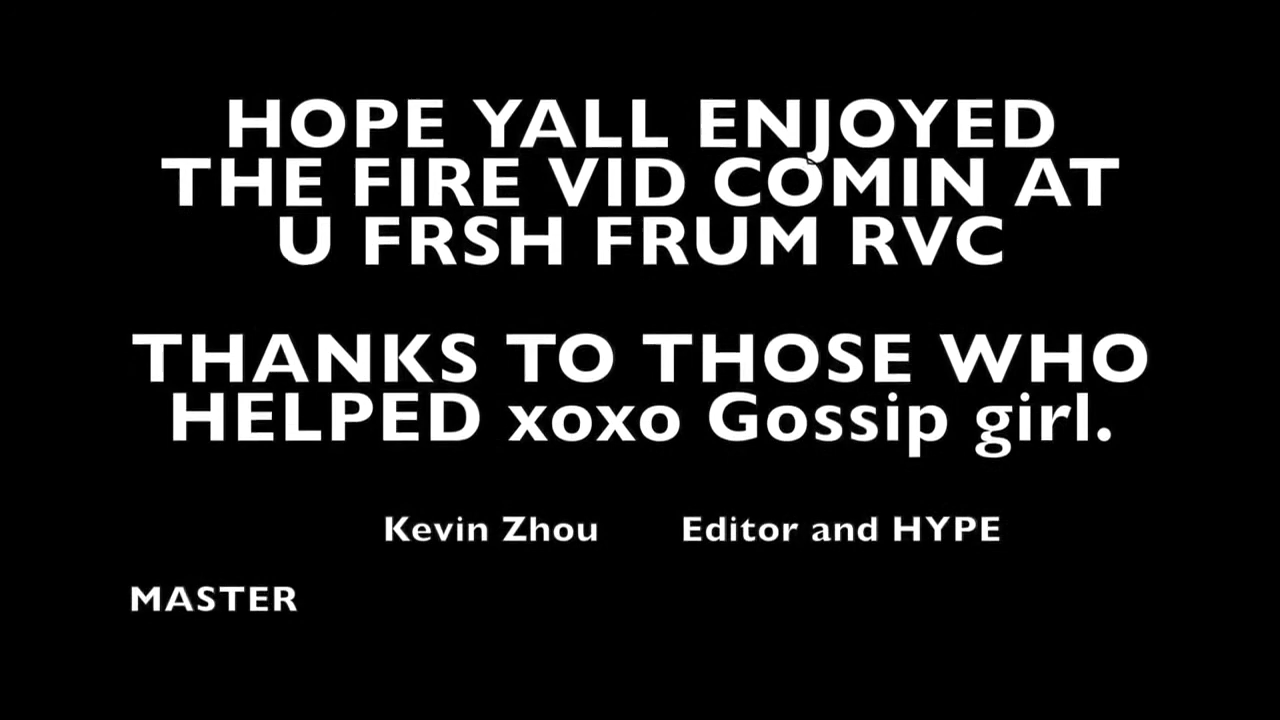 HOPE YALL ENJOYED
THE FIRE VID COMIN AT
U FRSH FRUM RVC
THANKS TO THOSE WHO
HELPED xoxo Gossip girl.
Kevin Zhou Editor and HYPE
MASTER